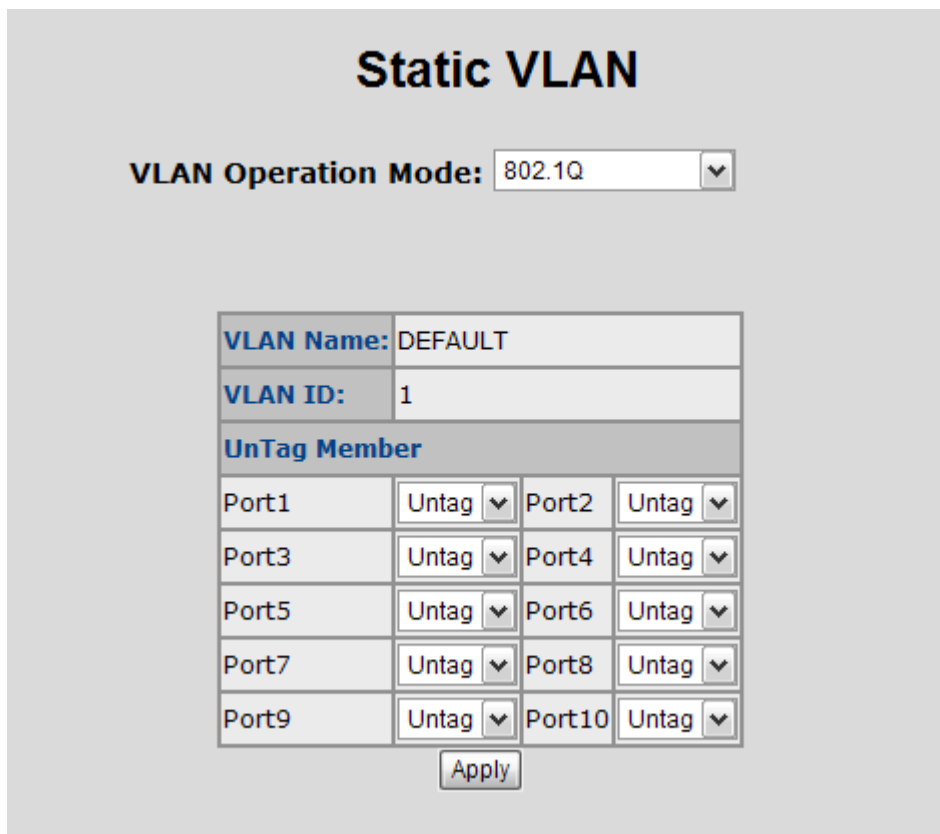 Static VLAN
VLAN Operation Mode: 802.1Q
VLAN Name: DEFAULT
VLAN ID: 1
UnTag Member
Port1 Untag Port2 Untag
Port3 Untag Port4 Untag
Port5 Untag Port6 Untag
Port7 Untag Port8 Untag
Port9 Untag Port10 Untag
Apply